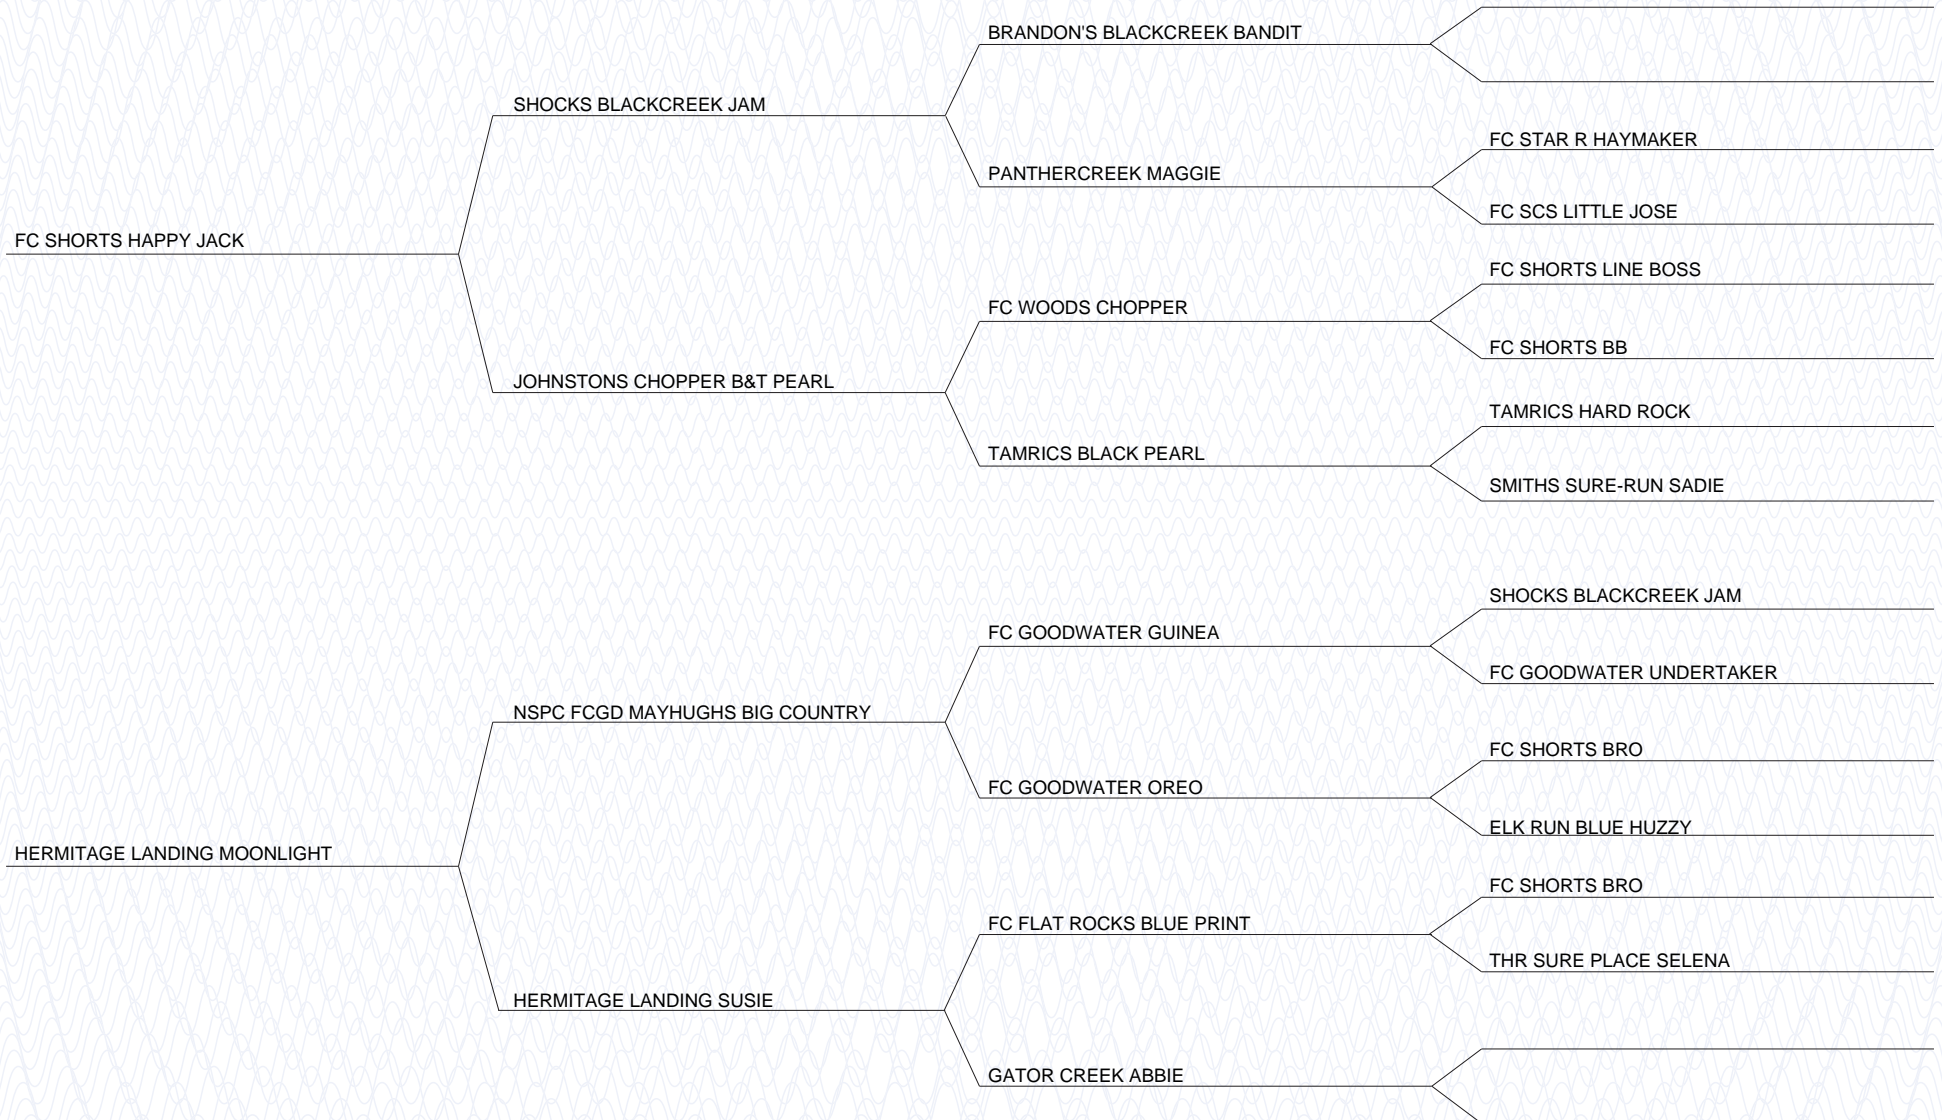 BRANDON'S BLACKCREEK BANDIT
SHOCKS BLACKCREEK JAM
FC STAR R HAYMAKER
PANTHERCREEK MAGGIE
FC SCS LITTLE JOSE
FC SHORTS HAPPY JACK
FC SHORTS LINE BOSS
FC WOODS CHOPPER
FC SHORTS BB
JOHNSTONS CHOPPER B&T PEARL
TAMRICS HARD ROCK
TAMRICS BLACK PEARL
SMITHS SURE-RUN SADIE
SHOCKS BLACKCREEK JAM
FC GOODWATER GUINEA
FC GOODWATER UNDERTAKER
NSPC FCGD MAYHUGHS BIG COUNTRY
FC SHORTS BRO
FC GOODWATER OREO
ELK RUN BLUE HUZZY
HERMITAGE LANDING MOONLIGHT
FC SHORTS BRO
FC FLAT ROCKS BLUE PRINT
THR SURE PLACE SELENA
HERMITAGE LANDING SUSIE
GATOR CREEK ABBIE